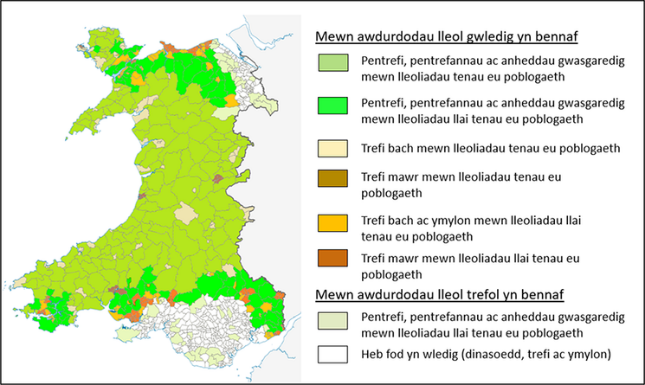 Mewn awdurdodau lleol gwledig yn bennaf
Pentrefi, pentrefannau ac anheddau gwasgaredig
mewn lleoliadau tenau eu poblogaeth
Pentrefi, pentrefannau ac anheddau gwasgaredig
mewn lleoliadau llai tenau eu poblogaeth
Trefi bach mewn lleoliadau tenau eu poblogaeth
Trefi mawr mewn lleoliadau tenau eu
poblogaeth
Trefi bach ac ymylon mewn lleoliadau llai
tenau eu poblogaeth
Trefi mawr mewn lleoliadau llai tenau eu
poblogaeth
Mewn awdurdodau lleol trefol yn bennaf
Pentrefi, pentrefannau ac anheddau gwasgaredig
mewn lleoliadau llai tenau eu poblogaeth
Heb fod yn wledig (dinasoedd, trefi ac ymylon)